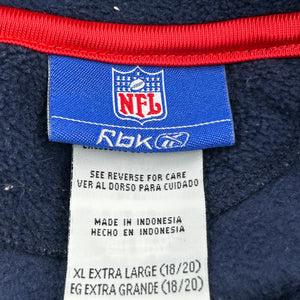 NFL
Rbk
SEE REVERSE FOR CARE
VER AL DORSO PARA CUIDADO
MADE IN INDONESIA
HECHO EN INDONESIA
XL EXTRA LARGE (18/20)
EG EXTRA GRANDE (18/20)